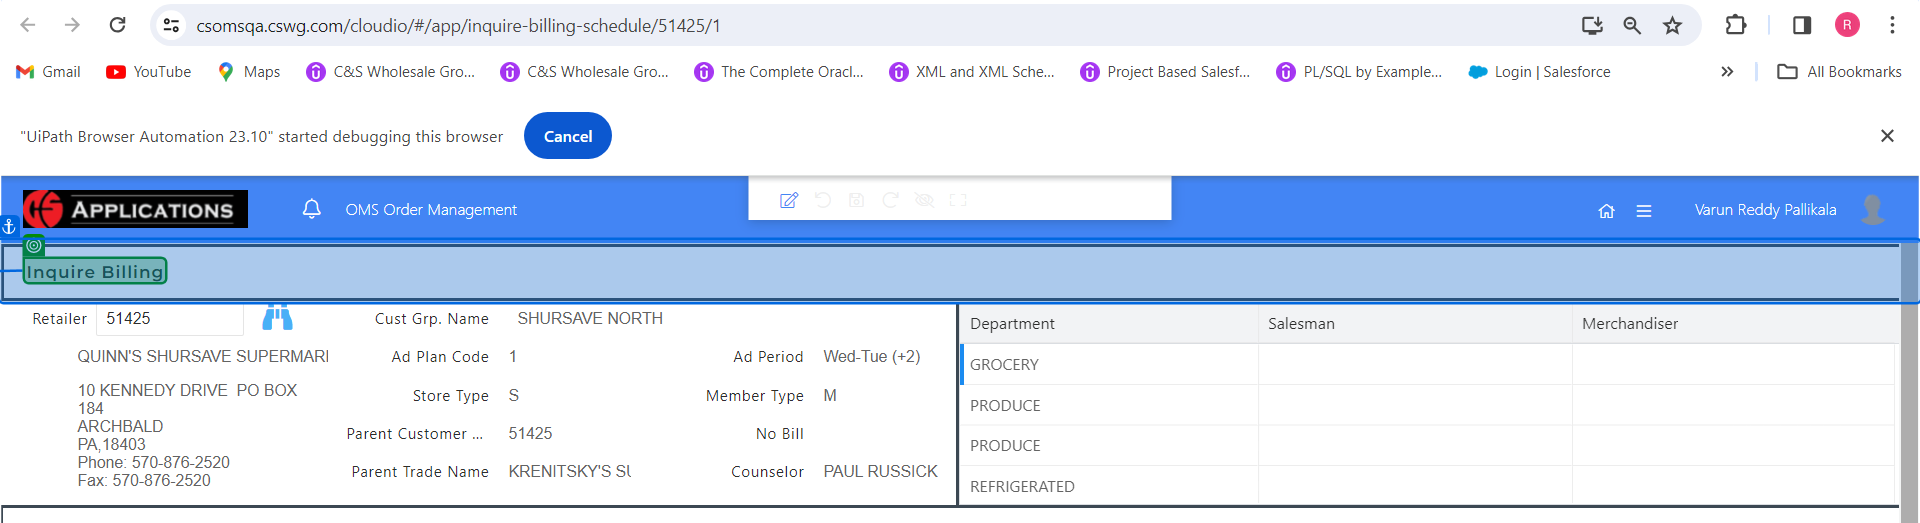 csomsqa.cswg.com/cloudio/#/app/inquire-billing-schedule/51425/1
R
Gmail YouTube Maps C&S Wholesale Gro... C&S Wholesale Gro... The Complete Oracl... XML and XML Sche... Project Based Salesf... PL/SQL by Example... Login | Salesforce » All Bookmarks
"UiPath Browser Automation 23.10" started debugging this browser Cancel
APPLICATIONS OMS Order Management Varun Reddy Pallikala
Inquire Billing
Retailer 51425 Cust Grp. Name SHURSAVE NORTH
QUINN'S SHURSAVE SUPERMARI Ad Plan Code 1 Ad Period Wed-Tue (+2)
10 KENNEDY DRIVE PO BOX
184
ARCHBALD
PA,18403
Phone: 570-876-2520
Fax: 570-876-2520
Store Type S Member Type M
Parent Customer ... 51425 No Bill
Parent Trade Name KRENITSKY'S SU Counselor PAUL RUSSICK
Department Salesman Merchandiser
GROCERY
PRODUCE
PRODUCE
REFRIGERATED